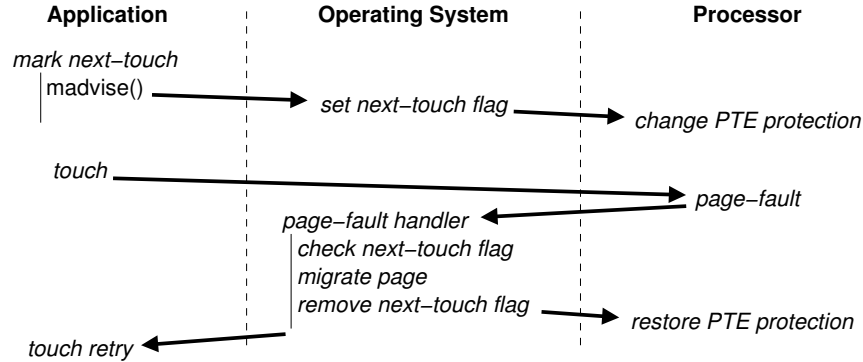 Application Operating System Processor
mark next−touch
madvise()
set next−touch flag
change PTE protection
touch
page−fault
page−fault handler
check next−touch flag
migrate page
remove next−touch flag
restore PTE protection
touch retry